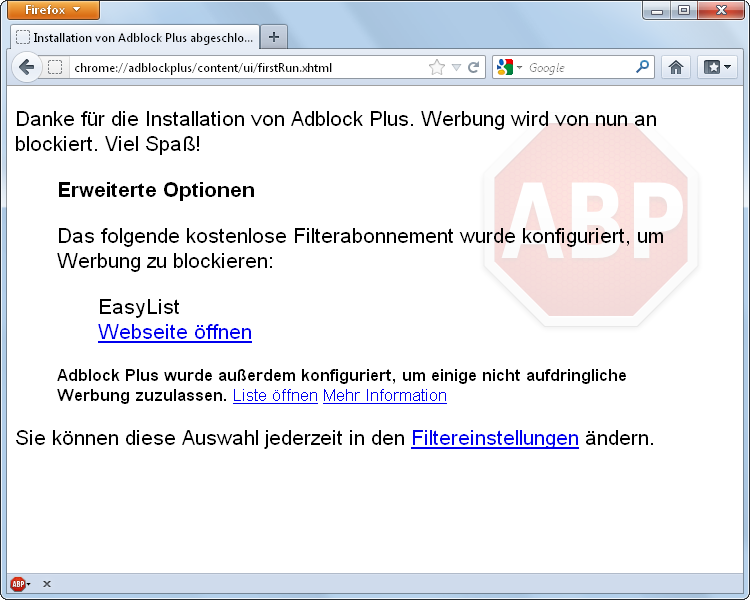 Firefox
Installation von Adblock Plus abgeschlo...
chrome://adblockplus/content/ui/firstRun.xhtml
Google
Danke für die Installation von Adblock Plus. Werbung wird von nun an
blockiert. Viel Spaß!
ABP
Erweiterte Optionen
Das folgende kostenlose Filterabonnement wurde konfiguriert, um
Werbung zu blockieren:
EasyList
Webseite öffnen
Adblock Plus wurde außerdem konfiguriert, um einige nicht aufdringliche
Werbung zuzulassen. Liste öffnen Mehr Information
Sie können diese Auswahl jederzeit in den Filtereinstellungen ändern.
ABP